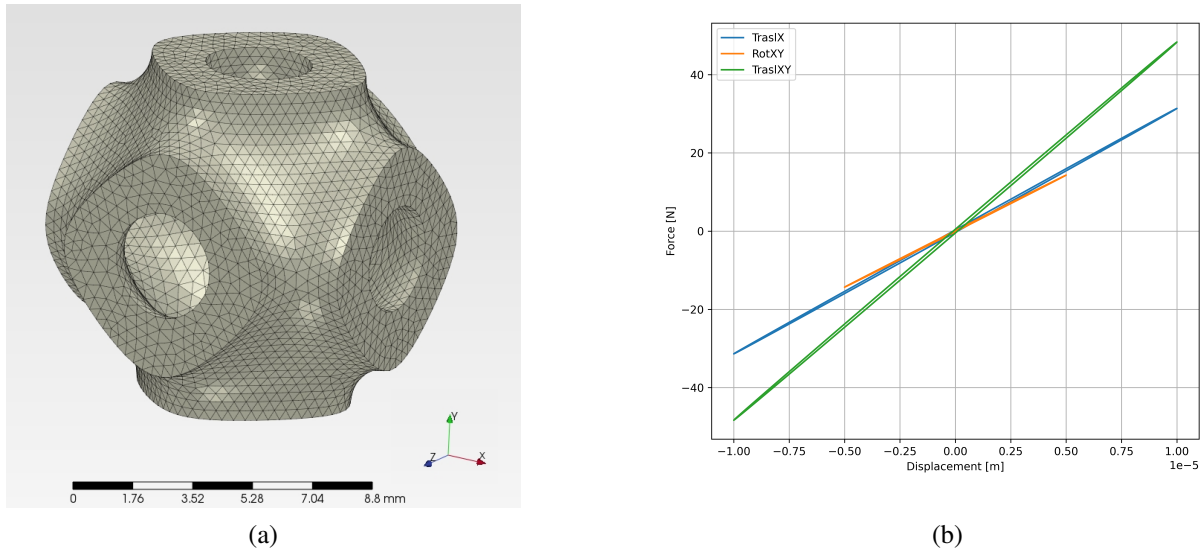 Y
Z
X
0 1.76 3.52 5.28 7.04 8.8 mm
(a)
TraslX
RotXY
TraslXY
40
20
0
−20
−40
Force [N]
−1.00 −0.75 −0.50 −0.25 0.00 0.25 0.50 0.75 1.00
1e−5
Displacement [m]
(b)